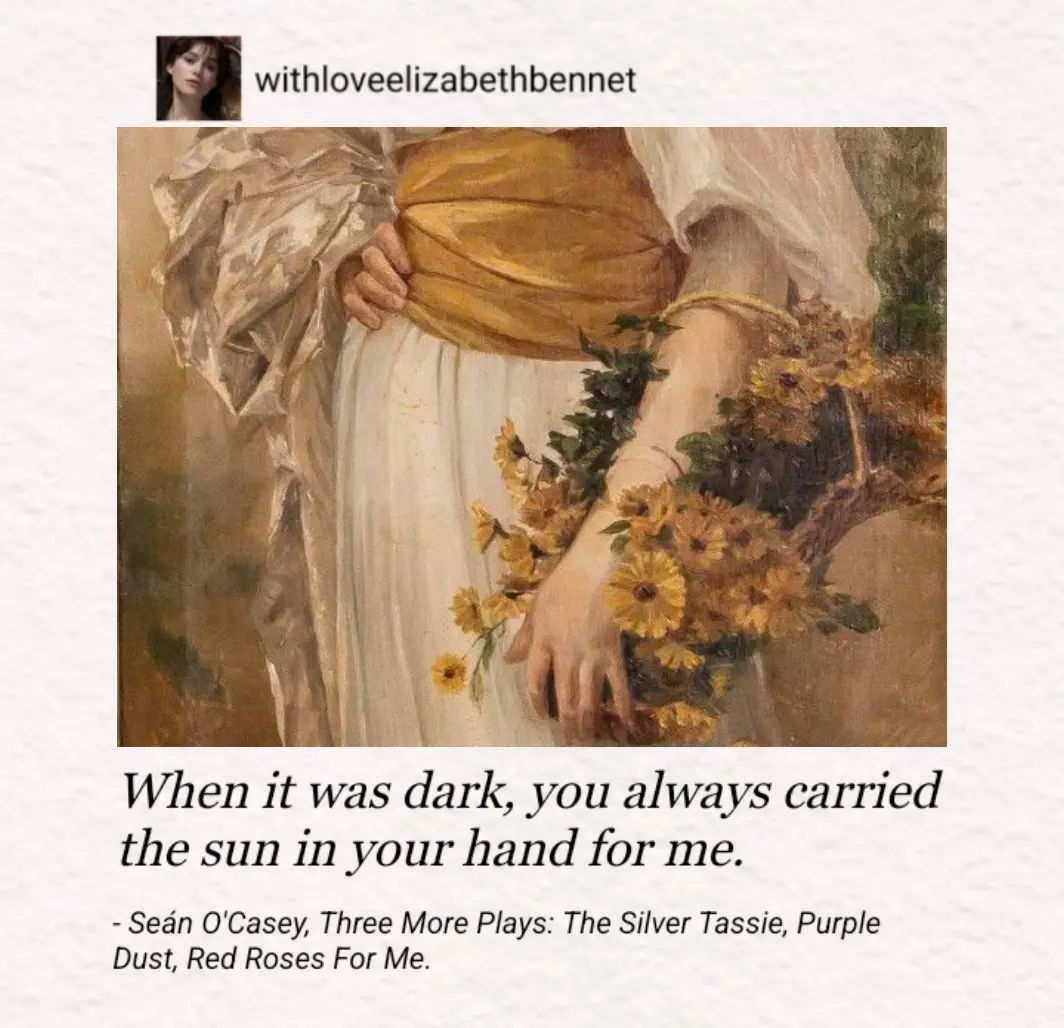 withloveelizabethbennet
When it was dark, you always carried
the sun in your hand for me.
- Seán O'Casey, Three More Plays: The Silver Tassie, Purple
Dust, Red Roses For Me.